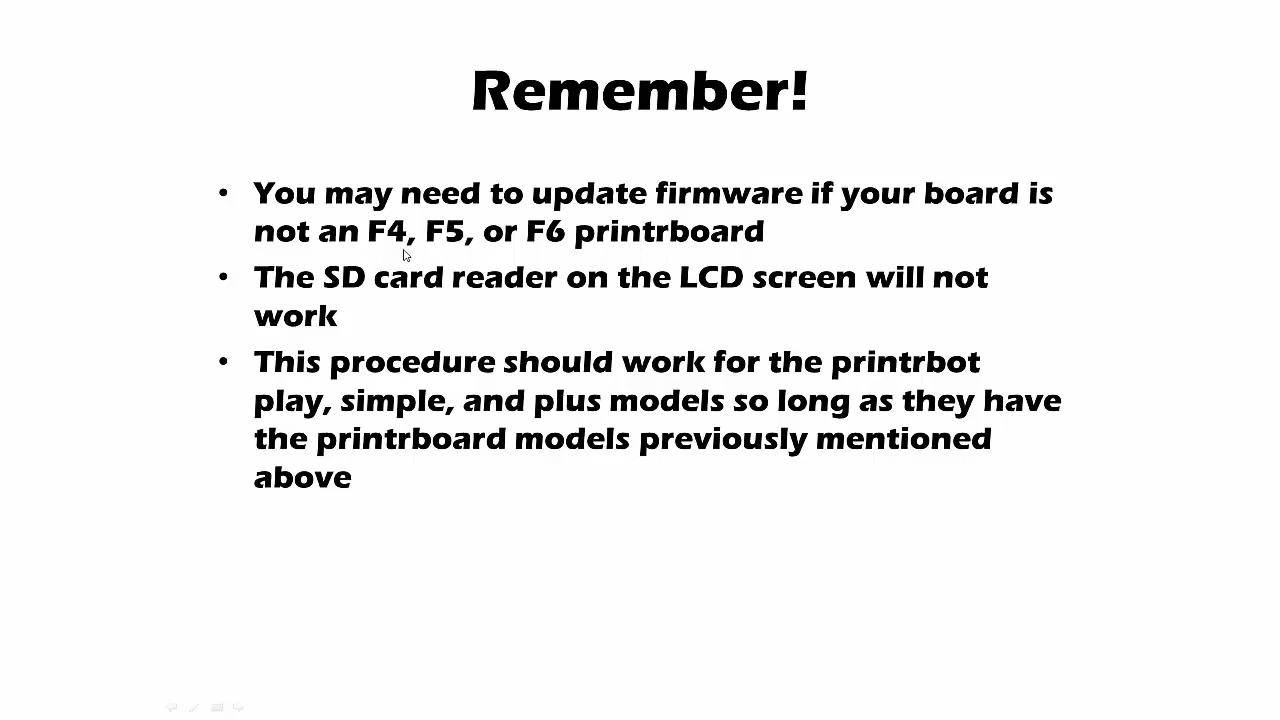 Remember!
• You may need to update firmware if your board is
not an F4, F5, or F6 printrboard
• The SD card reader on the LCD screen will not
work
• This procedure should work for the printrbot
play, simple, and plus models so long as they have
the printrboard models previously mentioned
above